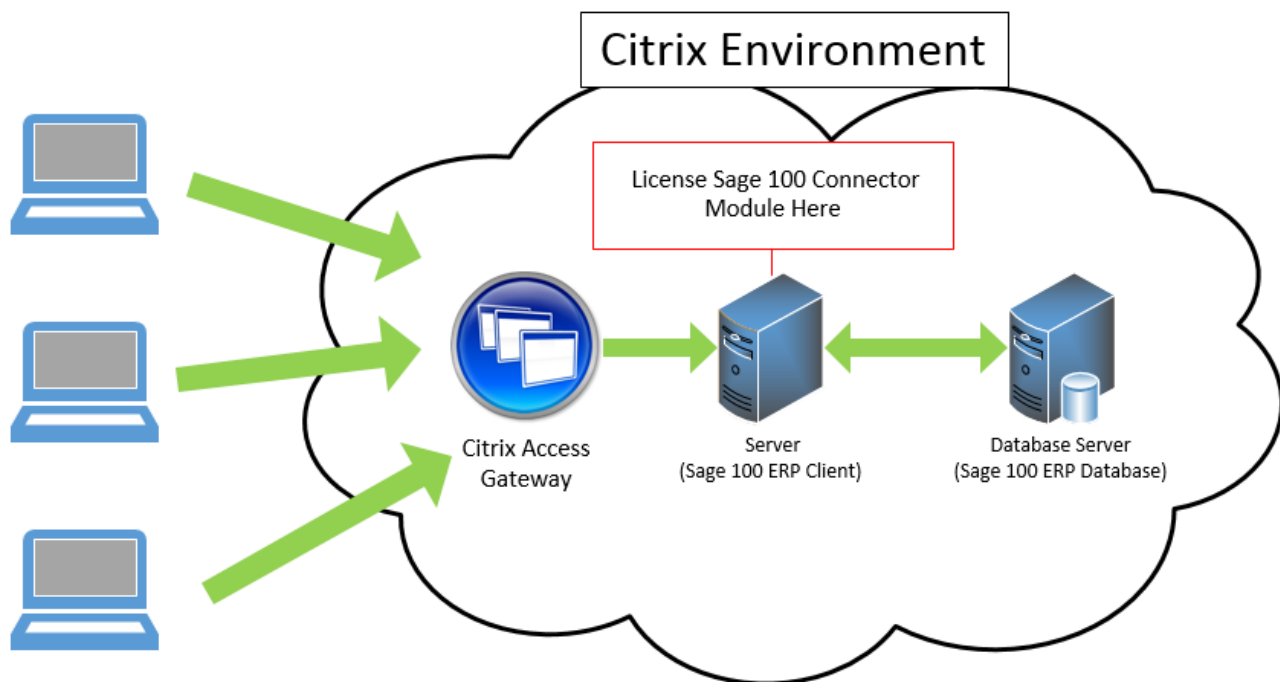 Citrix Environment
License Sage 100 Connector
Module Here
Citrix Access
Gateway
Server
(Sage 100 ERP Client)
Database Server
(Sage 100 ERP Database)